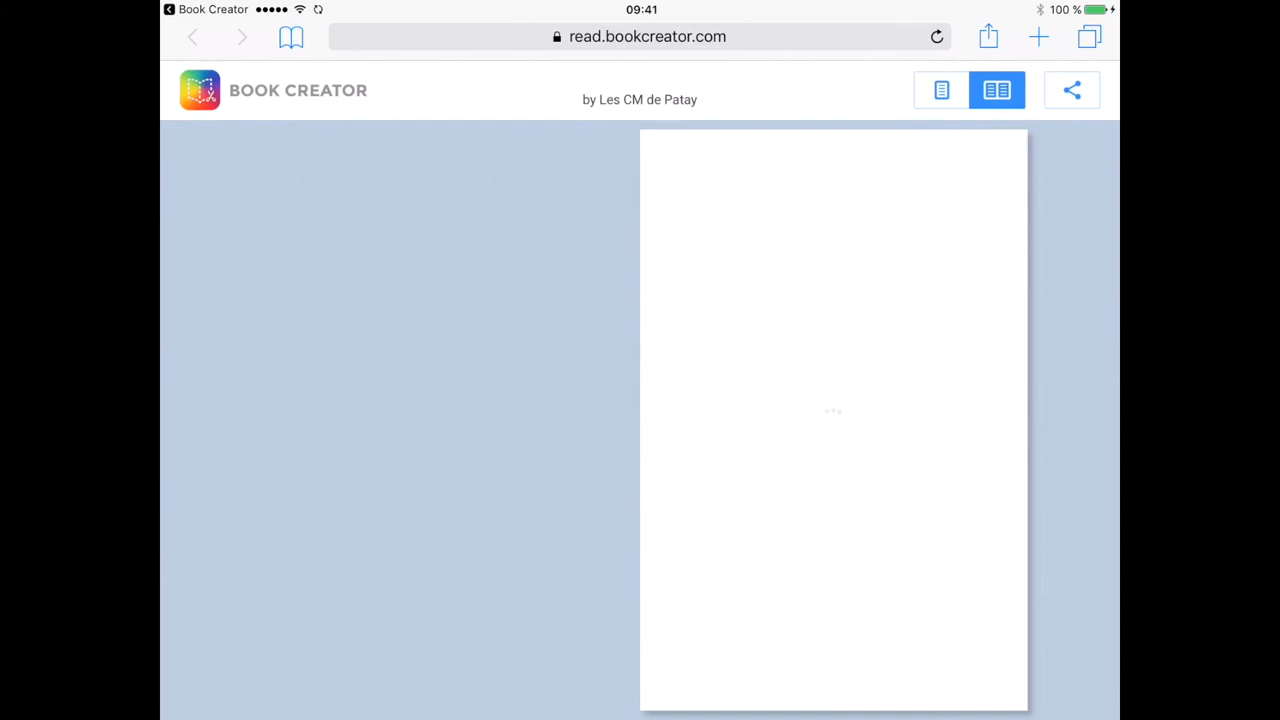 Book Creator
09:41
100 %
read.bookcreator.com
BOOK CREATOR
by Les CM de Patay